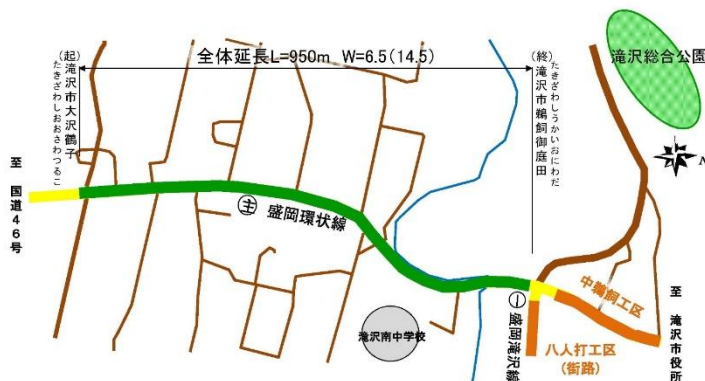 全体延長L=950m W=6.5(14.5)
(起)滝沢市大沢鶴子
たきざわしおおさわつるこ
(終)滝沢市鵜飼御庭田
たきざわしうかいおにわだ
滝沢総合公園
N
至 国道46号
主 盛岡環状線
滝沢南中学校
一 盛岡滝沢線
中鵜飼工区
八人打工区
(街路)
至 滝沢市役所